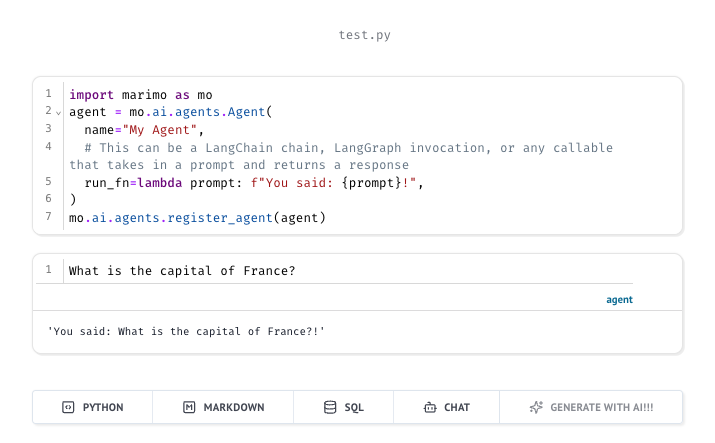 test.py
1 import marimo as mo
2 agent = mo.ai.agents.Agent(
3 name="My Agent",
4 # This can be a LangChain chain, LangGraph invocation, or any callable
that takes in a prompt and returns a response
5 run_fn=lambda prompt: f"You said: {prompt}!",
6 )
7 mo.ai.agents.register_agent(agent)
1 What is the capital of France?
agent
'You said: What is the capital of France?!'
PYTHON MARKDOWN SQL CHAT GENERATE WITH AI!!!